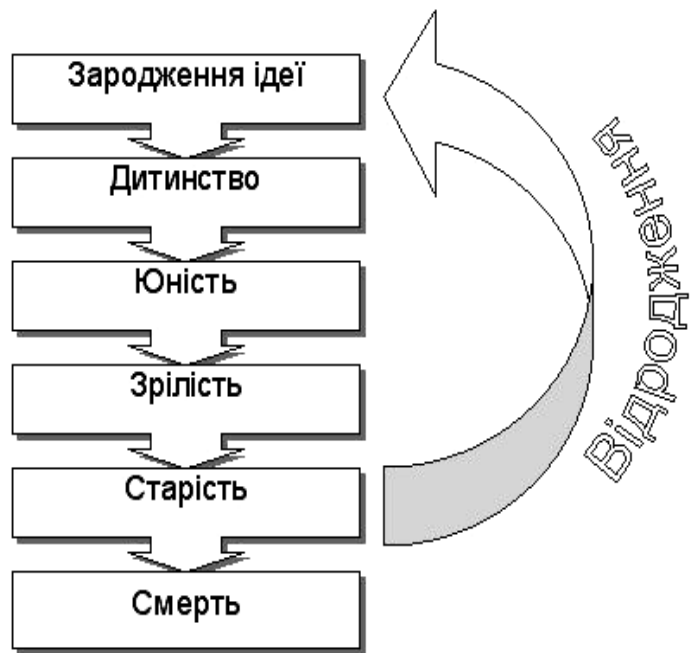 Зародження ідеї
Дитинство
Юність
Зрілість
Старість
Смерть
Відродження